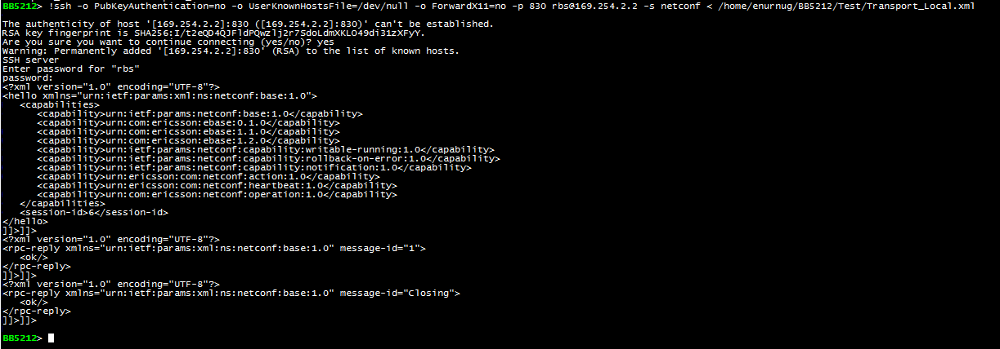 BB5212> !ssh -o PubKeyAuthentication=no -o UserKnownHostsFile=/dev/null -o ForwardX11=no -p 830 rbs@169.254.2.2 -s netconf < /home/enurnug/BB5212/Test/Transport_Local.xml
The authenticity of host '[169.254.2.2]:830 ([169.254.2.2]:830)' can't be established.
RSA key fingerprint is SHA256:I/t2eQD4QJFldPQwzlj2r7SdoLdmXKLO49di31zXFyY.
Are you sure you want to continue connecting (yes/no)? yes
Warning: Permanently added '[169.254.2.2]:830' (RSA) to the list of known hosts.
SSH server
Enter password for "rbs"
password:
<?xml version="1.0" encoding="UTF-8"?>
<hello xmlns="urn:ietf:params:xml:ns:netconf:base:1.0">
   <capabilities>
      <capability>urn:ietf:params:netconf:base:1.0</capability>
      <capability>urn:com:ericsson:ebase:0.1.0</capability>
      <capability>urn:com:ericsson:ebase:1.1.0</capability>
      <capability>urn:com:ericsson:ebase:1.2.0</capability>
      <capability>urn:ietf:params:netconf:capability:writable-running:1.0</capability>
      <capability>urn:ietf:params:netconf:capability:rollback-on-error:1.0</capability>
      <capability>urn:ietf:params:netconf:capability:notification:1.0</capability>
      <capability>urn:ericsson:com:netconf:action:1.0</capability>
      <capability>urn:ericsson:com:netconf:heartbeat:1.0</capability>
      <capability>urn:com:ericsson:netconf:operation:1.0</capability>
   </capabilities>
   <session-id>6</session-id>
</hello>
]]>]]>
<?xml version="1.0" encoding="UTF-8"?>
<rpc-reply xmlns="urn:ietf:params:xml:ns:netconf:base:1.0" message-id="1">
   <ok/>
</rpc-reply>
]]>]]>
<?xml version="1.0" encoding="UTF-8"?>
<rpc-reply xmlns="urn:ietf:params:xml:ns:netconf:base:1.0" message-id="Closing">
   <ok/>
</rpc-reply>
]]>]]>
BB5212>